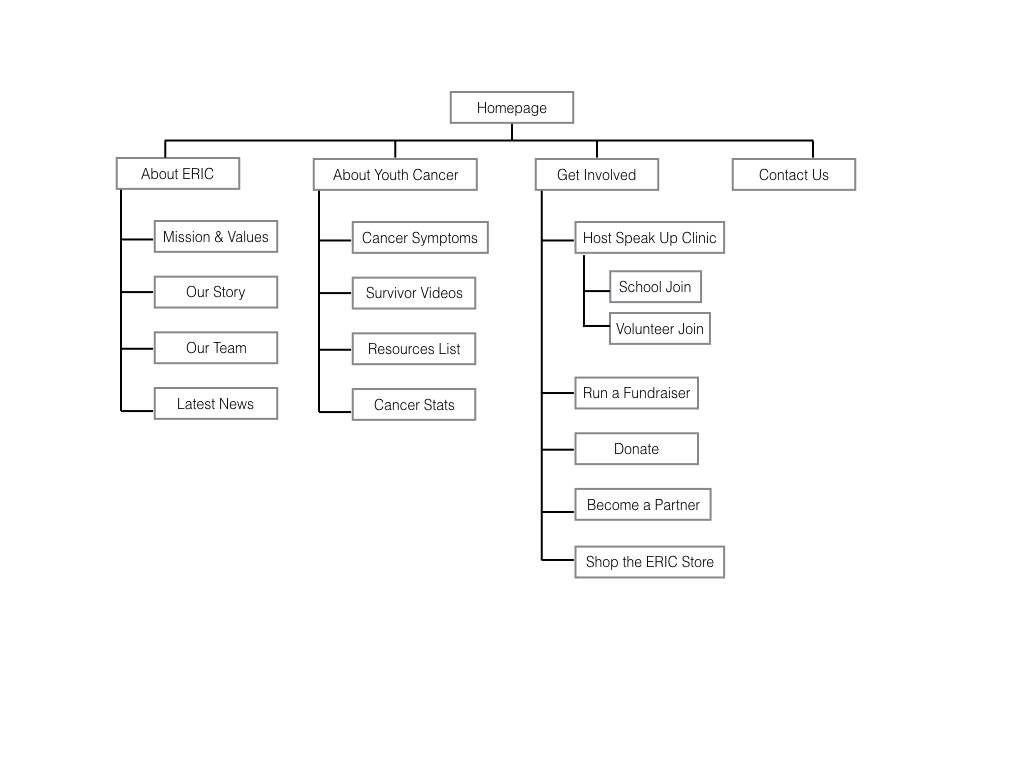 Homepage
About ERIC
About Youth Cancer
Get Involved
Contact Us
Mission & Values
Our Story
Our Team
Latest News
Cancer Symptoms
Survivor Videos
Resources List
Cancer Stats
Host Speak Up Clinic
School Join
Volunteer Join
Run a Fundraiser
Donate
Become a Partner
Shop the ERIC Store